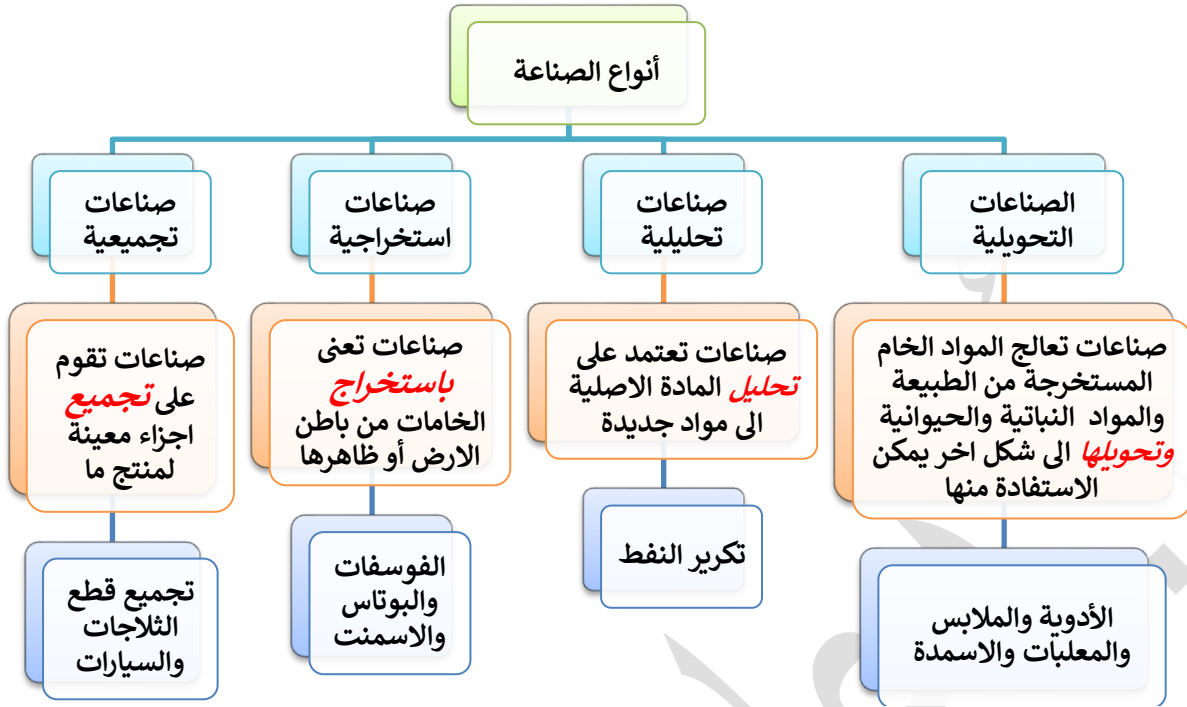 أنواع الصناعة
الصناعات
التحويلية
صناعات
تحليلية
صناعات
استخراجية
صناعات
تجميعية
صناعات تعالج المواد الخام
المستخرجة من الطبيعة
والمواد النباتية والحيوانية
وتحويلها الى شكل اخر يمكن
الاستفادة منها
صناعات تعتمد على
تحليل المادة الاصلية
الى مواد جديدة
صناعات تعنى
باستخراج
الخامات من باطن
الارض أو ظاهرها
صناعات تقوم
على تجميع
اجزاء معينة
لمنتج ما
الأدوية والملابس
والمعلبات والاسمدة
تكرير النفط
الفوسفات
والبوتاس
والاسمنت
تجميع قطع
الثلاجات
والسيارات